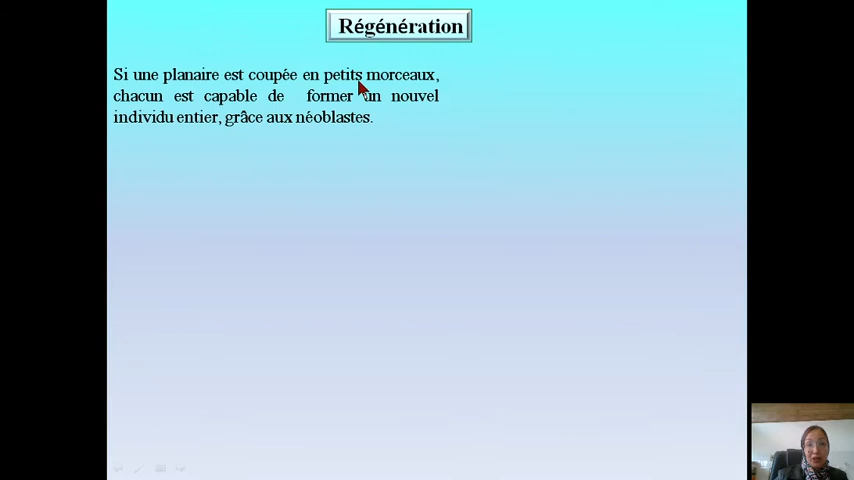 Régénération
Si une planaire est coupée en petits morceaux,
chacun est capable de former un nouvel
individu entier, grâce aux néoblastes.